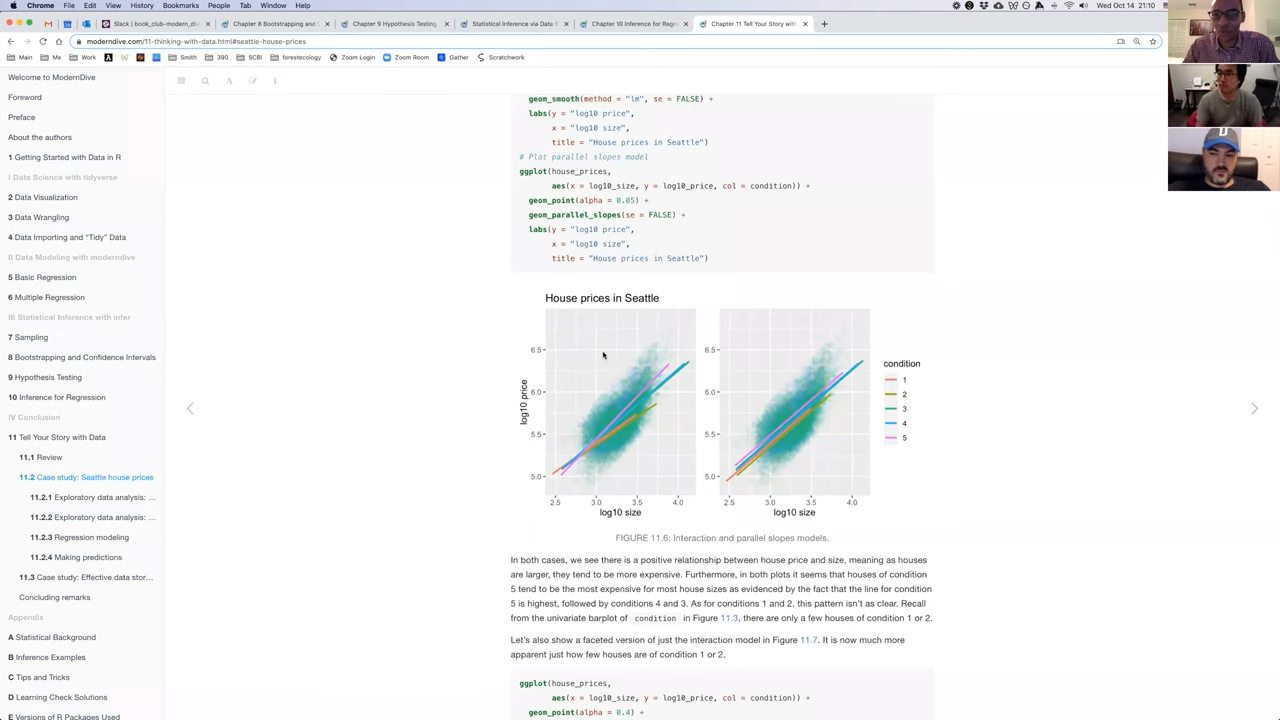 Chrome File Edit View History Bookmarks People Tab Window Help
Wed Oct 14 21:10
Slack | book_club-modern_div
Chapter 8 Bootstrapping and
Chapter 9 Hypothesis Testing
Statistical Inference via Data S
Chapter 10 Inference for Regr
Chapter 11 Tell Your Story with
moderndive.com/11-thinking-with-data.html#seattle-house-prices
Main Me Work Smith 390 SCBI forestecology Zoom Login Zoom Room Gather Scratchwork
Welcome to ModernDive
Foreword
Preface
About the authors
1 Getting Started with Data in R
I Data Science with tidyverse
2 Data Visualization
3 Data Wrangling
4 Data Importing and “Tidy” Data
II Data Modeling with moderndive
5 Basic Regression
6 Multiple Regression
III Statistical Inference with infer
7 Sampling
8 Bootstrapping and Confidence Intervals
9 Hypothesis Testing
10 Inference for Regression
IV Conclusion
11 Tell Your Story with Data
11.1 Review
11.2 Case study: Seattle house prices
11.2.1 Exploratory data analysis: …
11.2.2 Exploratory data analysis: …
11.2.3 Regression modeling
11.2.4 Making predictions
11.3 Case study: Effective data stor…
Concluding remarks
Appendix
A Statistical Background
B Inference Examples
C Tips and Tricks
D Learning Check Solutions
E Versions of R Packages Used
geom_smooth(method = "lm", se = FALSE) +
labs(y = "log10 price",
x = "log10 size",
title = "House prices in Seattle")
# Plot parallel slopes model
ggplot(house_prices,
aes(x = log10_size, y = log10_price, col = condition)) +
geom_point(alpha = 0.05) +
geom_parallel_slopes(se = FALSE) +
labs(y = "log10 price",
x = "log10 size",
title = "House prices in Seattle")
House prices in Seattle
log10 price
6.5
6.0
5.5
5.0
2.5 3.0 3.5 4.0
log10 size
6.5
6.0
5.5
5.0
2.5 3.0 3.5 4.0
log10 size
condition
1
2
3
4
5
FIGURE 11.6: Interaction and parallel slopes models.
In both cases, we see there is a positive relationship between house price and size, meaning as houses
are larger, they tend to be more expensive. Furthermore, in both plots it seems that houses of condition
5 tend to be the most expensive for most house sizes as evidenced by the fact that the line for condition
5 is highest, followed by conditions 4 and 3. As for conditions 1 and 2, this pattern isn’t as clear. Recall
from the univariate barplot of condition in Figure 11.3, there are only a few houses of condition 1 or 2.
Let’s also show a faceted version of just the interaction model in Figure 11.7. It is now much more
apparent just how few houses are of condition 1 or 2.
ggplot(house_prices,
aes(x = log10_size, y = log10_price, col = condition)) +
geom_point(alpha = 0.4) +